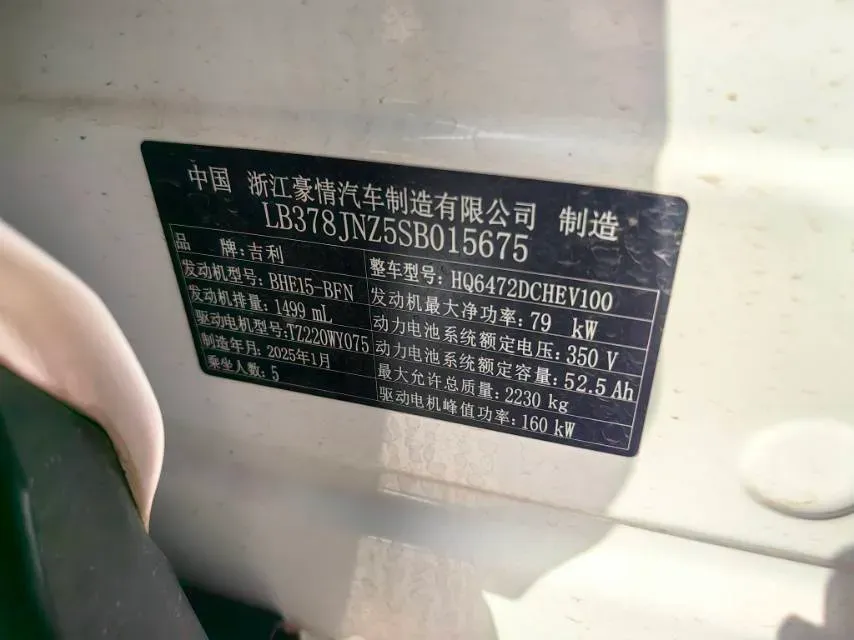 中国 浙江豪情汽车制造有限公司 制造
LB378JNZ5SB015675
品 牌:吉利
整车型号:HQ6472DCHEV100
发动机型号:BHE15-BFN
发动机最大净功率:79 kW
发动机排量:1499 mL
动力电池系统额定电压:350 V
驱动电机型号:TZ220WY075
动力电池系统额定容量:52.5 Ah
制造年月:2025年1月
最大允许总质量:2230 kg
乘坐人数:5
驱动电机峰值功率:160 kW